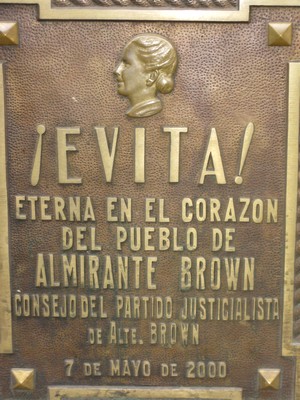 ¡EVITA!
ETERNA EN EL CORAZON
DEL PUEBLO DE
ALMIRANTE BROWN
CONSEJO DEL PARTIDO JUSTICIALISTA
DE ALTE. BROWN
7 DE MAYO DE 2000